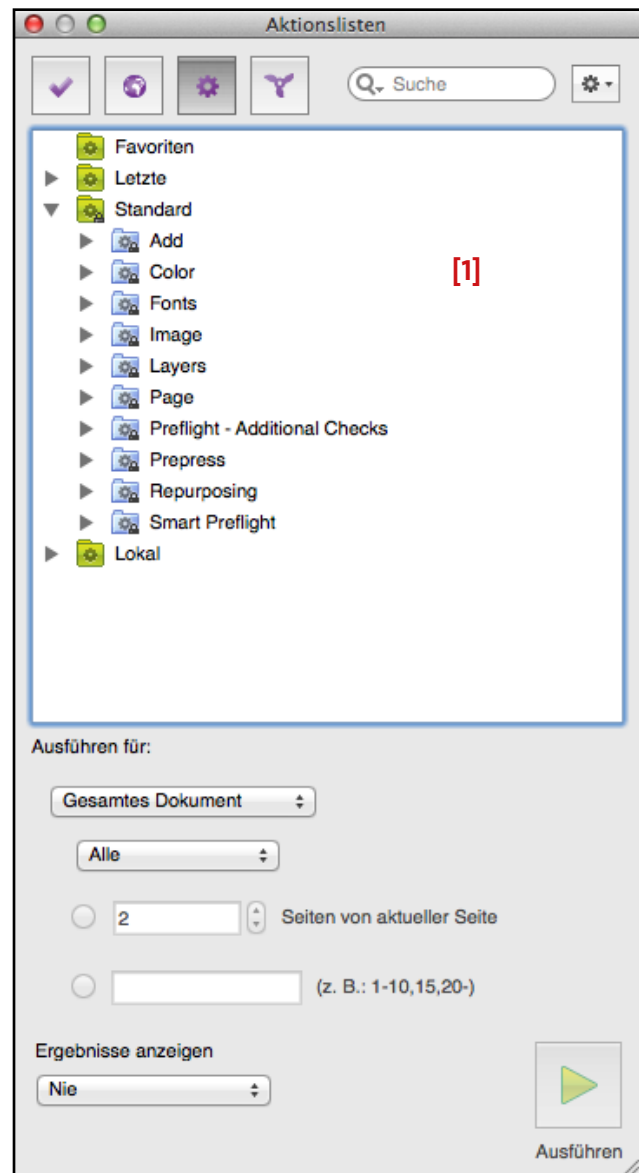 Aktionslisten
Suche
Favoriten
Letzte
Standard
Add
[1]
Color
Fonts
Image
Layers
Page
Preflight - Additional Checks
Prepress
Repurposing
Smart Preflight
Lokal
Ausführen für:
Gesamtes Dokument
Alle
2 Seiten von aktueller Seite
(z. B.: 1-10,15,20-)
Ergebnisse anzeigen
Nie
Ausführen